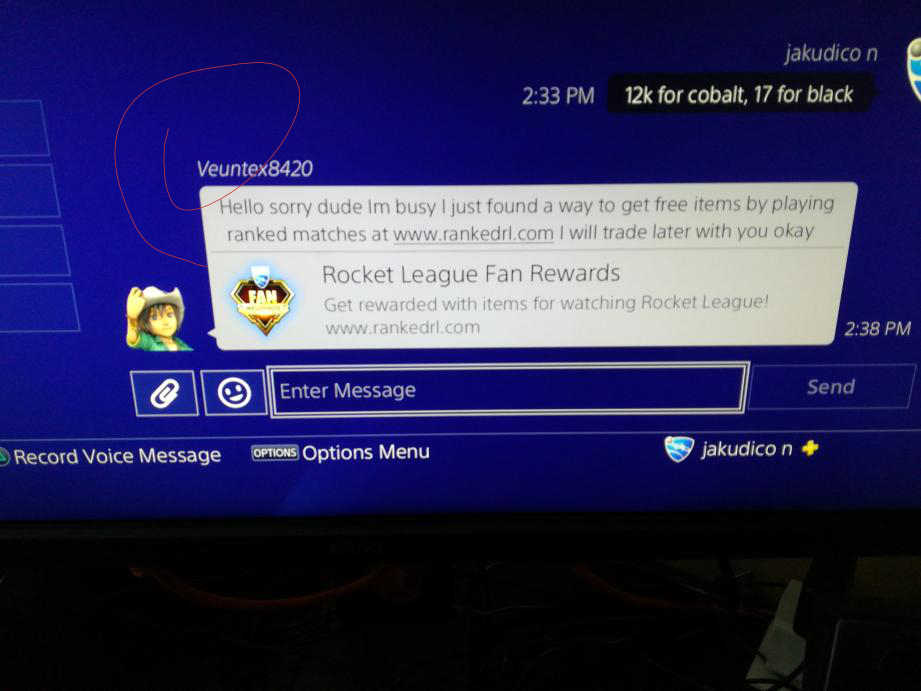 jakudico n
2:33 PM 12k for cobalt, 17 for black
Veuntex8420
Hello sorry dude Im busy I just found a way to get free items by playing
ranked matches at www.rankedrl.com I will trade later with you okay
FAN
Rocket League Fan Rewards
Get rewarded with items for watching Rocket League!
www.rankedrl.com
2:38 PM
Enter Message
Send
Record Voice Message
OPTIONS Options Menu
jakudico n